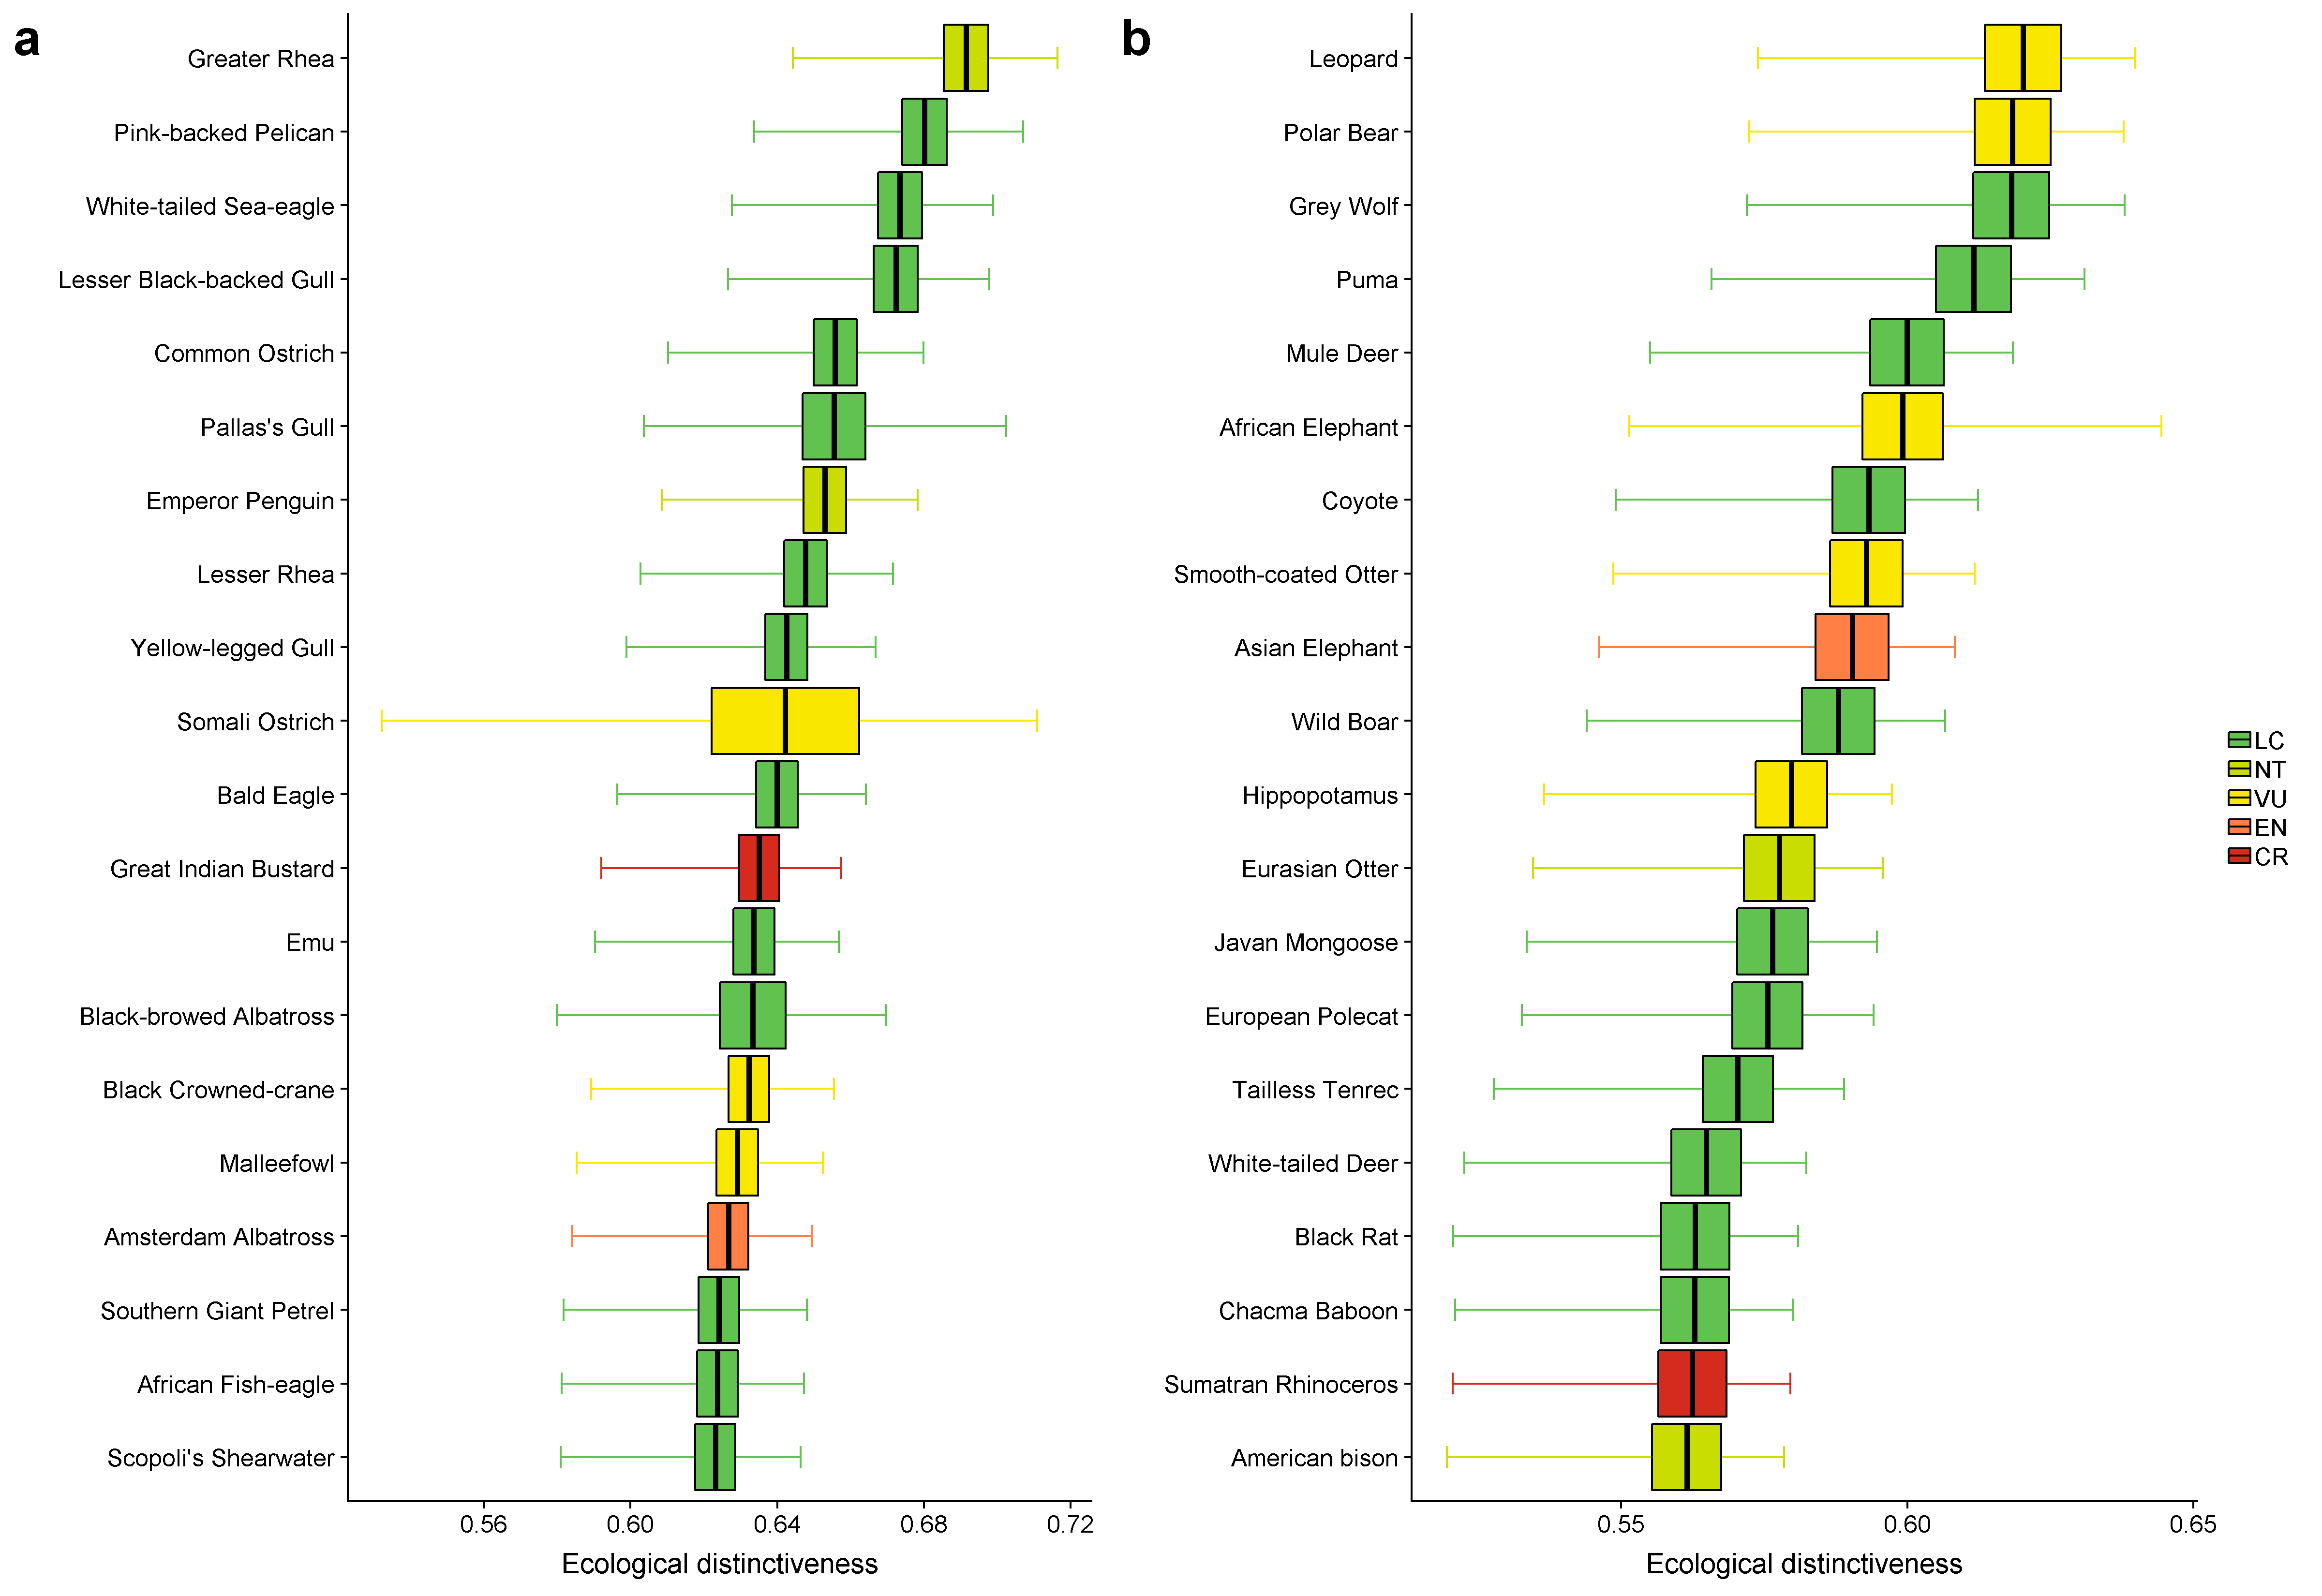 a
Greater Rhea
Pink-backed Pelican
White-tailed Sea-eagle
Lesser Black-backed Gull
Common Ostrich
Pallas's Gull
Emperor Penguin
Lesser Rhea
Yellow-legged Gull
Somali Ostrich
Bald Eagle
Great Indian Bustard
Emu
Black-browed Albatross
Black Crowned-crane
Malleefowl
Amsterdam Albatross
Southern Giant Petrel
African Fish-eagle
Scopoli's Shearwater
0.56 0.60 0.64 0.68 0.72
Ecological distinctiveness
b
Leopard
Polar Bear
Grey Wolf
Puma
Mule Deer
African Elephant
Coyote
Smooth-coated Otter
Asian Elephant
Wild Boar
Hippopotamus
Eurasian Otter
Javan Mongoose
European Polecat
Tailless Tenrec
White-tailed Deer
Black Rat
Chacma Baboon
Sumatran Rhinoceros
American bison
0.55 0.60 0.65
Ecological distinctiveness
LC
NT
VU
EN
CR